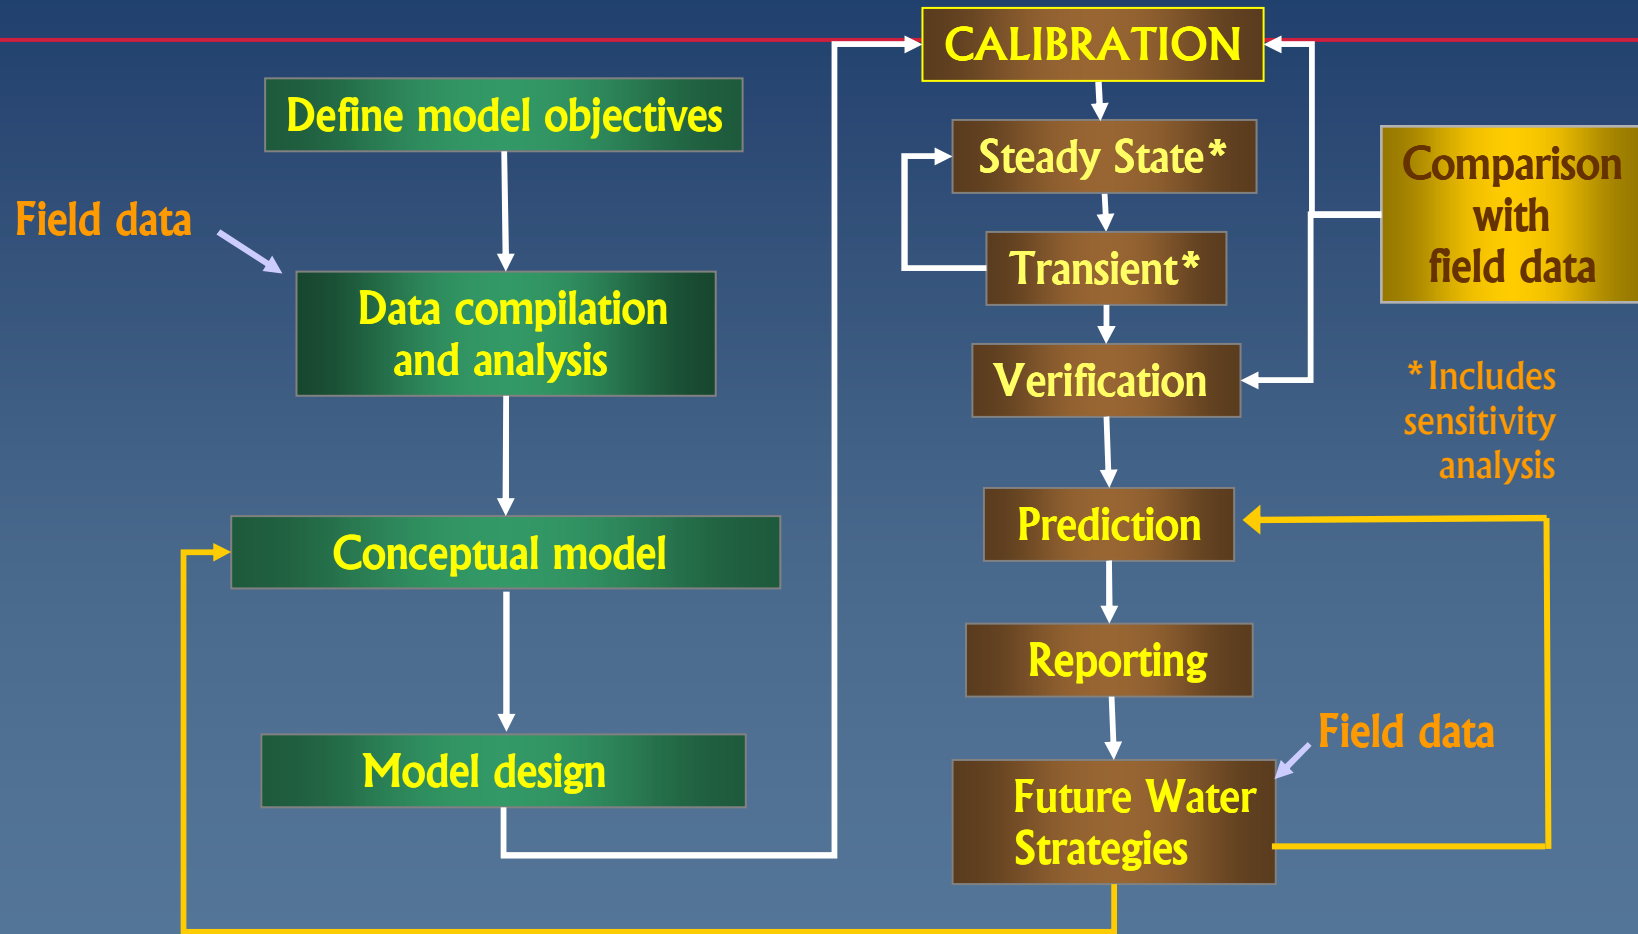 Define model objectives
Field data
Data compilation
and analysis
Conceptual model
Model design
CALIBRATION
Steady State*
Transient*
Verification
Prediction
Reporting
Future Water
Strategies
Comparison
with
field data
*Includes
sensitivity
analysis
Field data